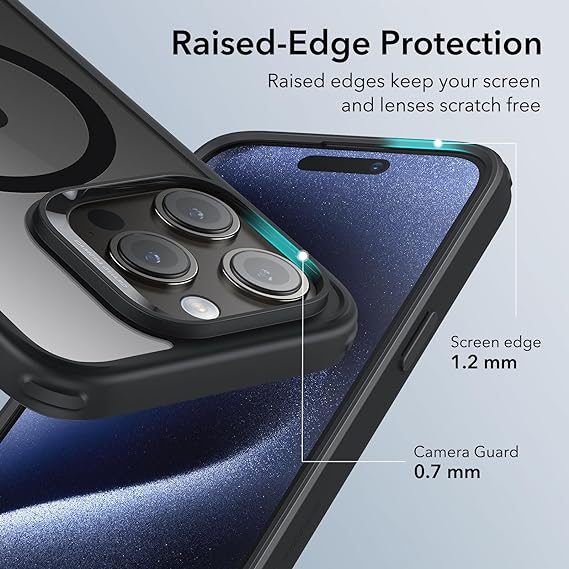 Raised-Edge Protection
Raised edges keep your screen
and lenses scratch free
Screen edge
1.2 mm
Camera Guard
0.7 mm